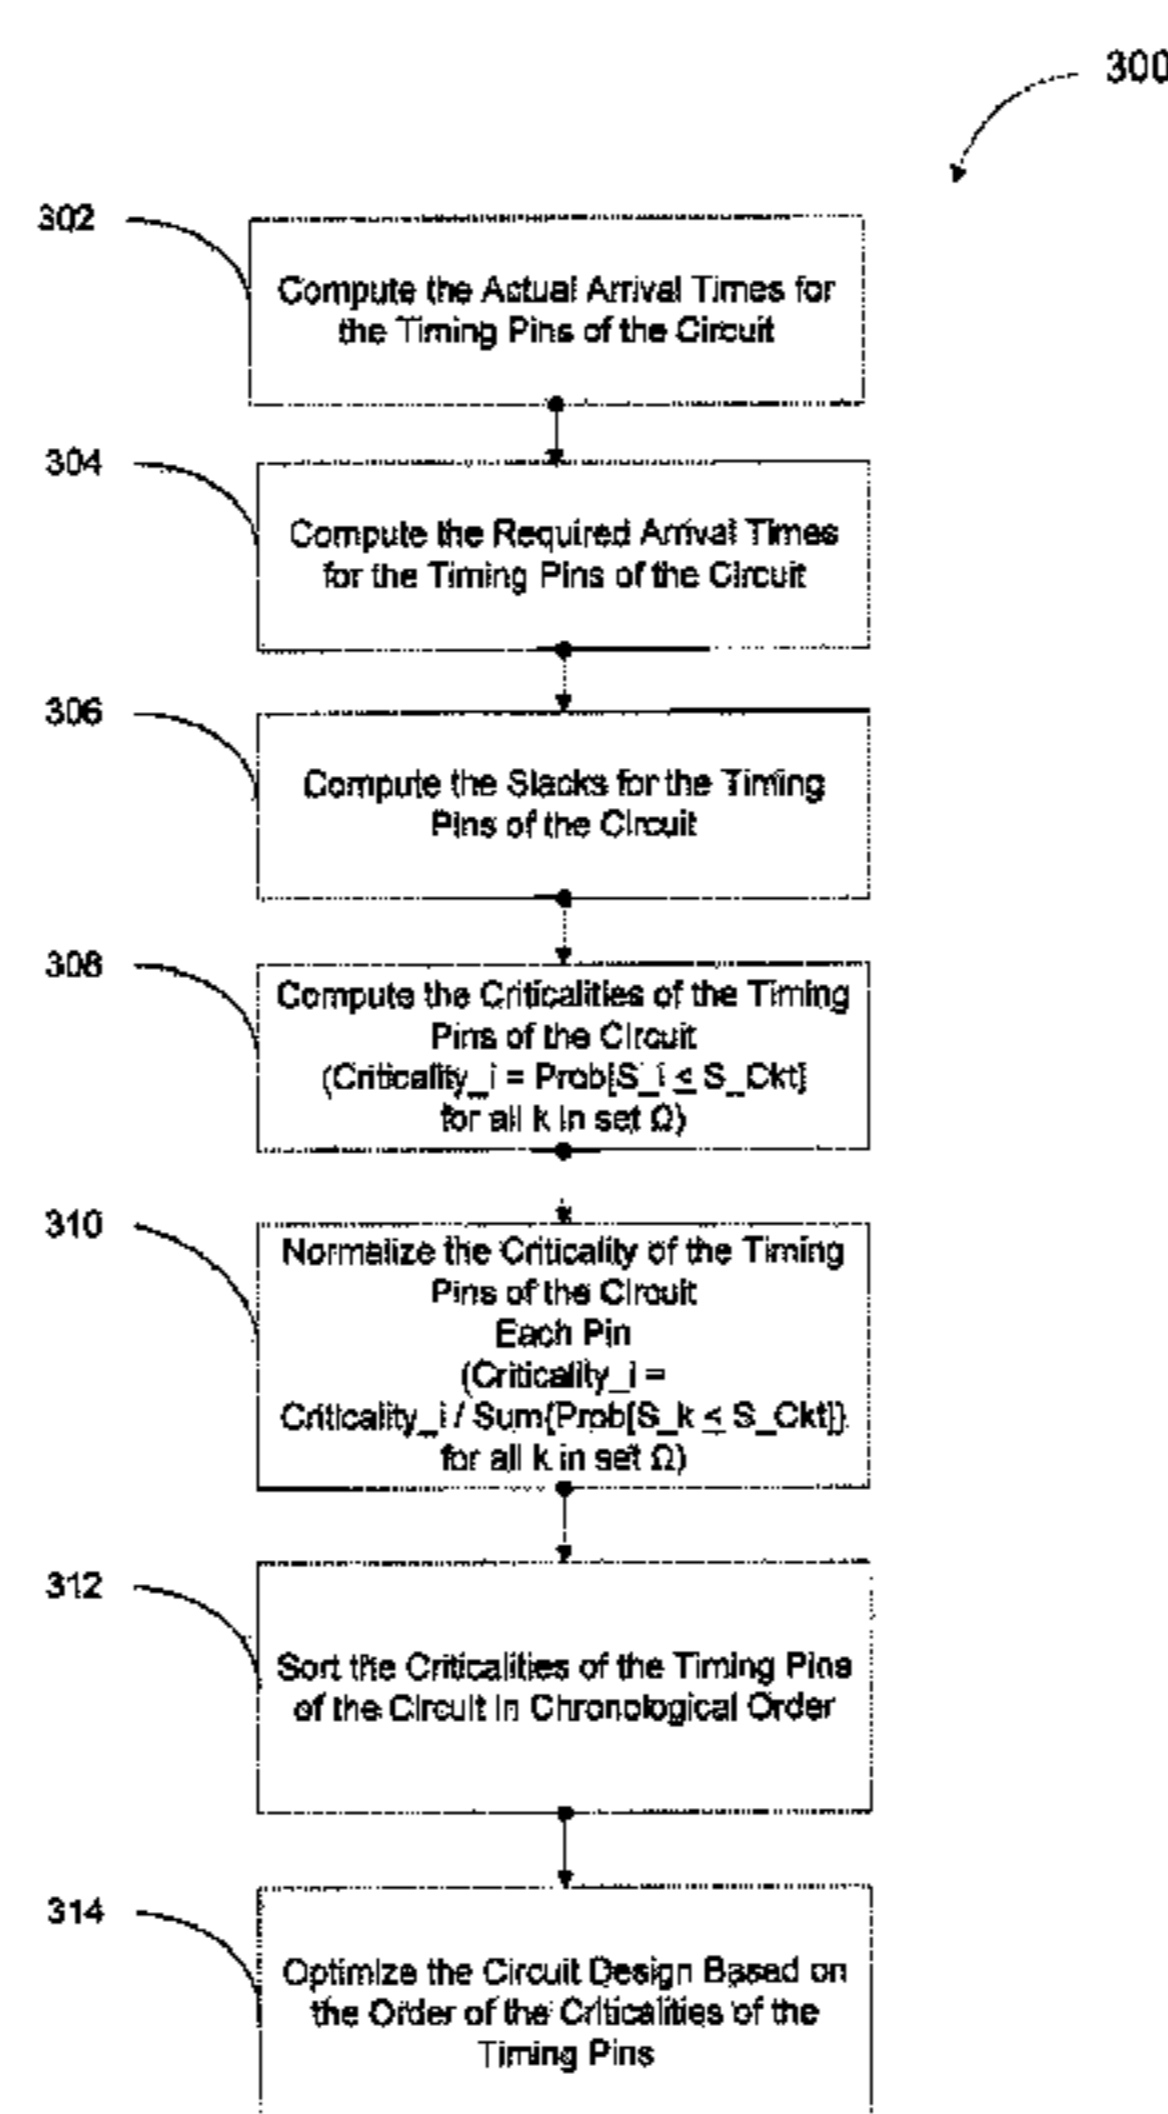 300
302
Compute the Actual Arrival Times for
the Timing Pins of the Circuit
304
Compute the Required Arrival Times
for the Timing Pins of the Circuit
306
Compute the Slacks for the Timing
Pins of the Circuit
308
Compute the Criticalities of the Timing
Pins of the Circuit
(Criticality_i = Prob[S_i ≤ S_Ckt]
for all k in set Ω)
310
Normalize the Criticality of the Timing
Pins of the Circuit
Each Pin
(Criticality_i =
Criticality_i / Sum{Prob[S_k ≤ S_Ckt]}
for all k in set Ω)
312
Sort the Criticalities of the Timing Pins
of the Circuit in Chronological Order
314
Optimize the Circuit Design Based on
the Order of the Criticalities of the
Timing Pins